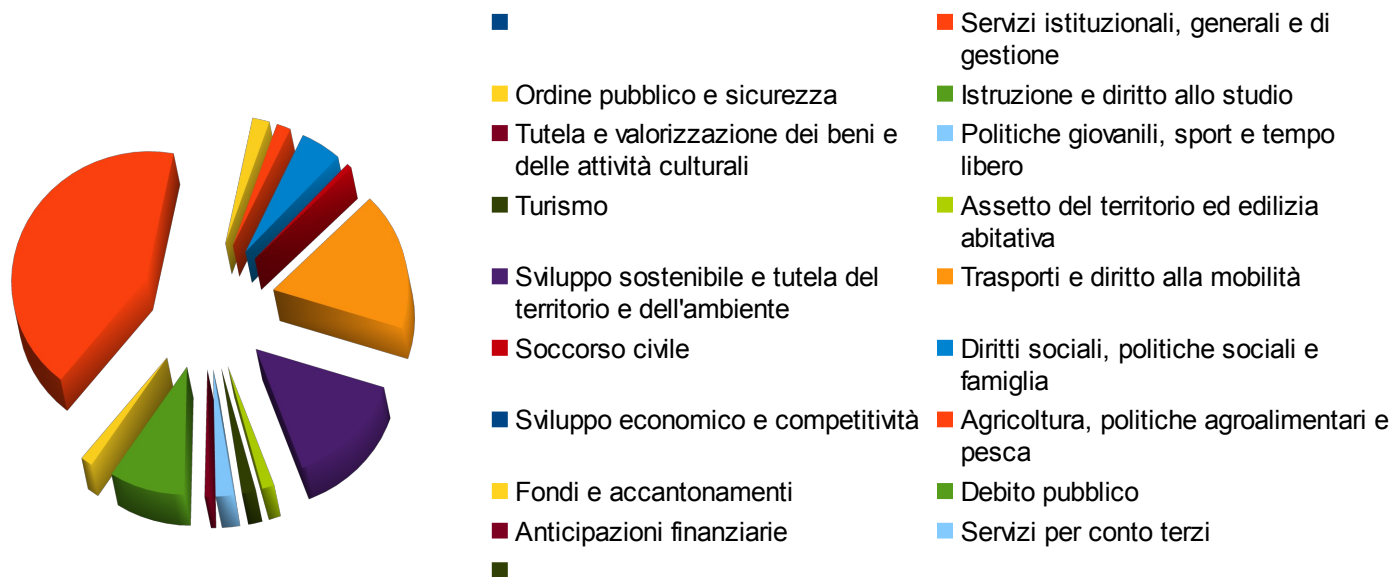 Servizi istituzionali, generali e di
gestione
Ordine pubblico e sicurezza
Istruzione e diritto allo studio
Tutela e valorizzazione dei beni e
delle attività culturali
Politiche giovanili, sport e tempo
libero
Turismo
Assetto del territorio ed edilizia
abitativa
Sviluppo sostenibile e tutela del
territorio e dell'ambiente
Trasporti e diritto alla mobilità
Soccorso civile
Diritti sociali, politiche sociali e
famiglia
Sviluppo economico e competitività
Agricoltura, politiche agroalimentari e
pesca
Fondi e accantonamenti
Debito pubblico
Anticipazioni finanziarie
Servizi per conto terzi